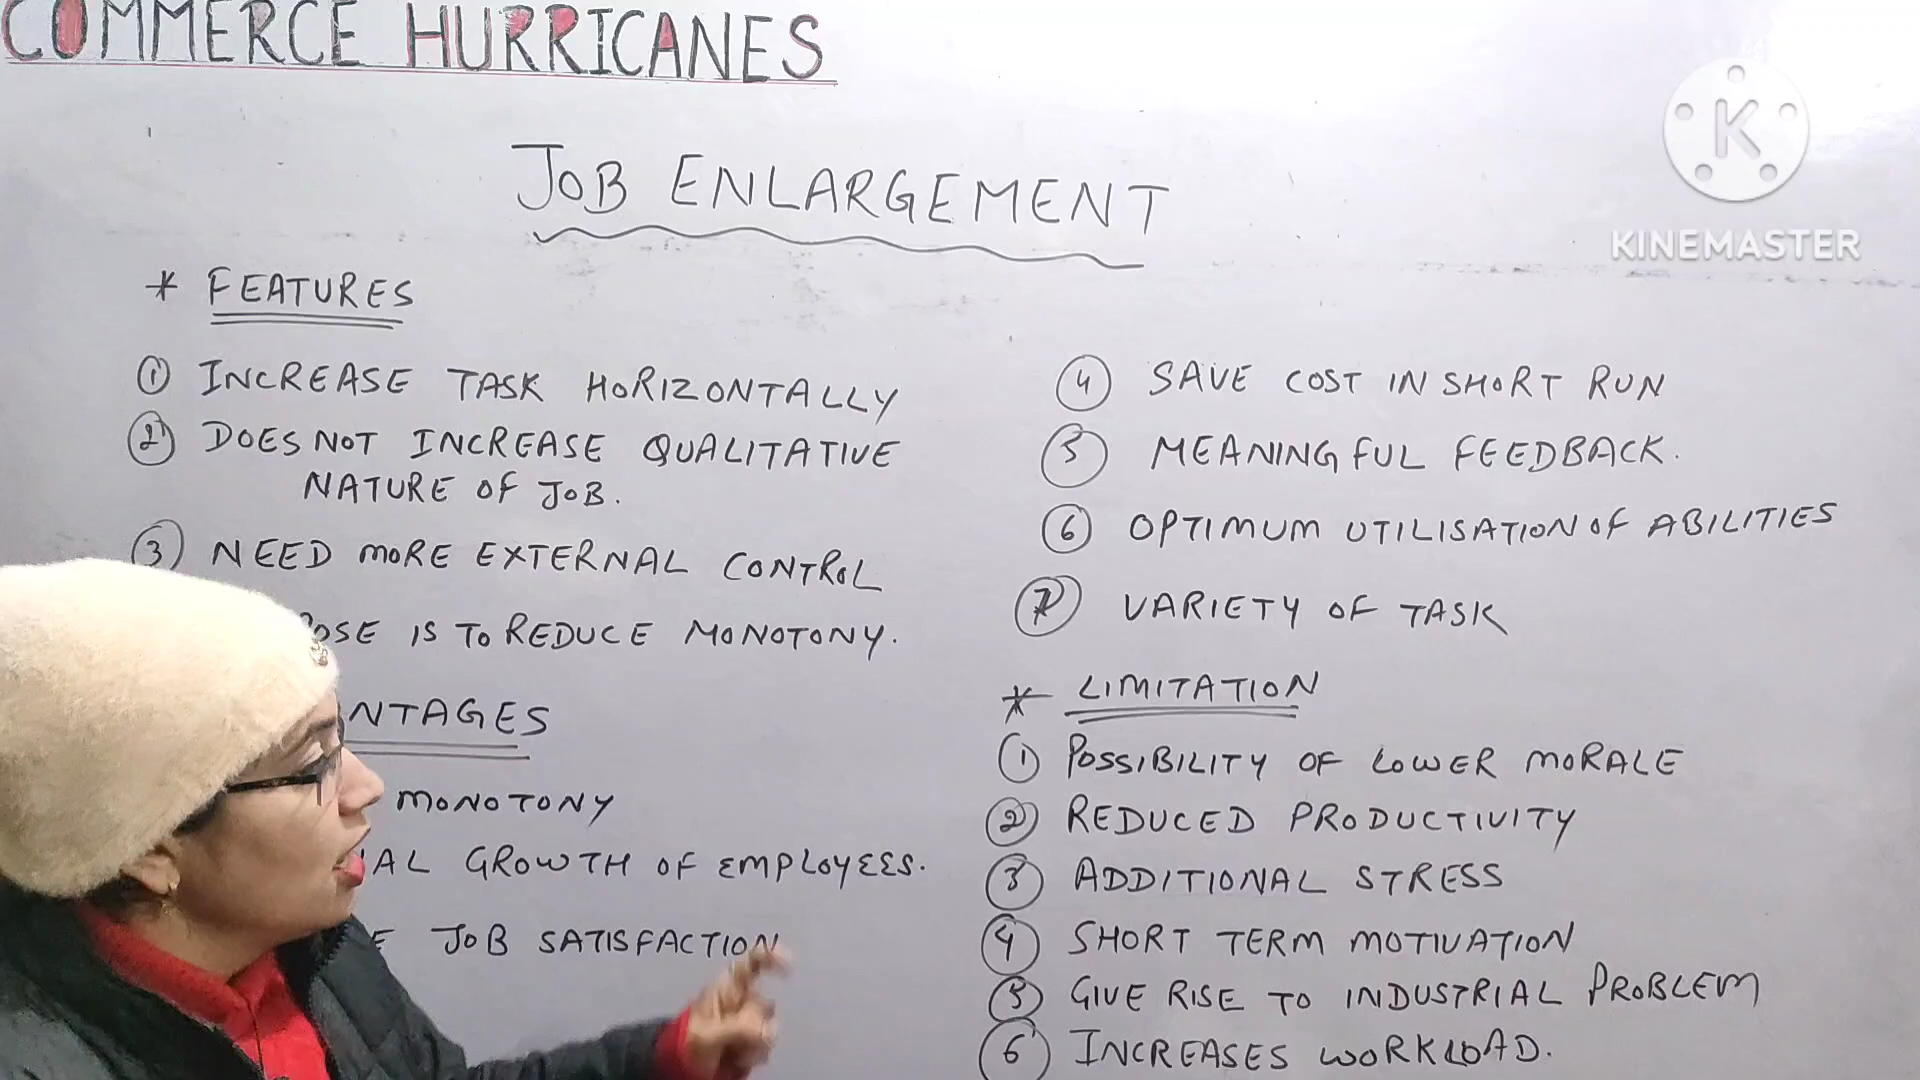 COMMERCE HURRICANES
KINEMASTER
JOB ENLARGEMENT
* FEATURES
① INCREASE TASK HORIZONTALLY
② DOES NOT INCREASE QUALITATIVE
NATURE OF JOB.
③ NEED MORE EXTERNAL CONTROL
IS TO REDUCE MONOTONY.
MONOTONY
GROWTH OF EMPLOYEES.
JOB SATISFACTION
④ SAVE COST IN SHORT RUN
⑤ MEANINGFUL FEEDBACK.
⑥ OPTIMUM UTILISATION OF ABILITIES
⑦ VARIETY OF TASK
* LIMITATION
① POSSIBILITY OF LOWER MORALE
② REDUCED PRODUCTIVITY
③ ADDITIONAL STRESS
④ SHORT TERM MOTIVATION
⑤ GIVE RISE TO INDUSTRIAL PROBLEM
⑥ INCREASES WORKLOAD.